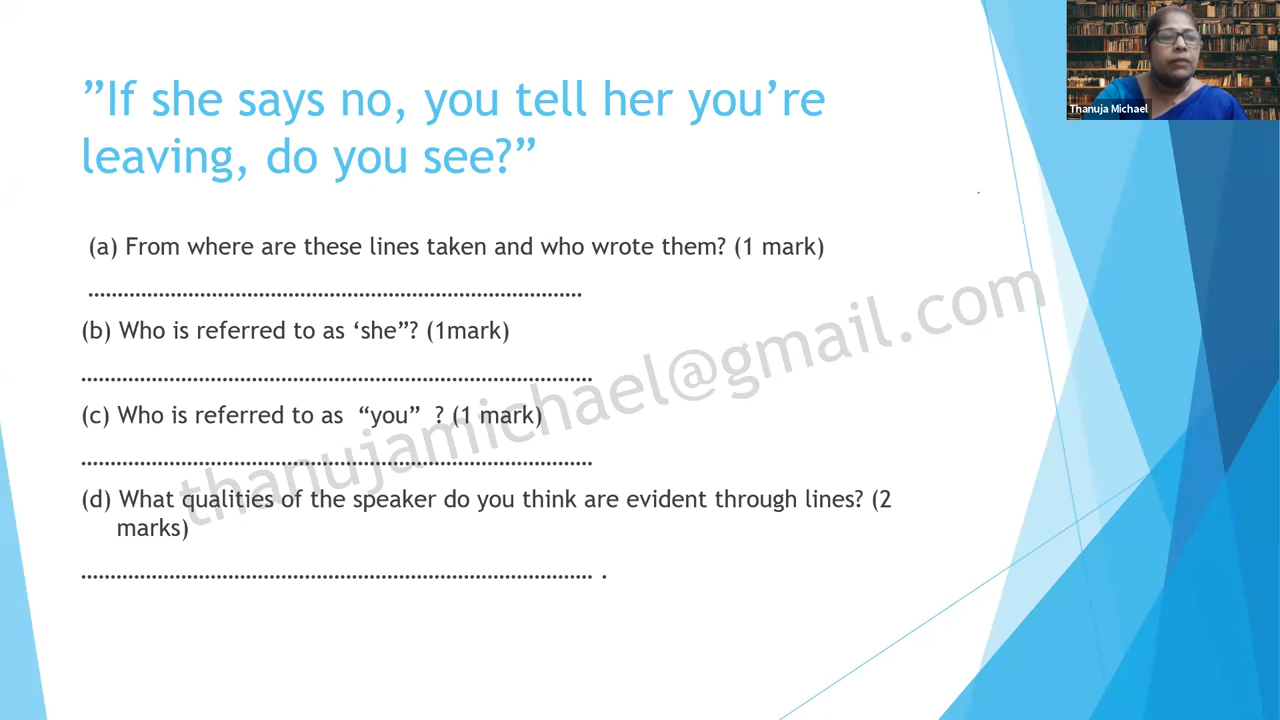 ”If she says no, you tell her you’re
leaving, do you see?”
Thanuja Michael
(a) From where are these lines taken and who wrote them? (1 mark)
....................................................................................
(b) Who is referred to as ‘she”? (1mark)
.......................................................................................
(c) Who is referred to as “you” ? (1 mark)
.......................................................................................
(d) What qualities of the speaker do you think are evident through lines? (2
marks)
....................................................................................... .
thanujamichael@gmail.com